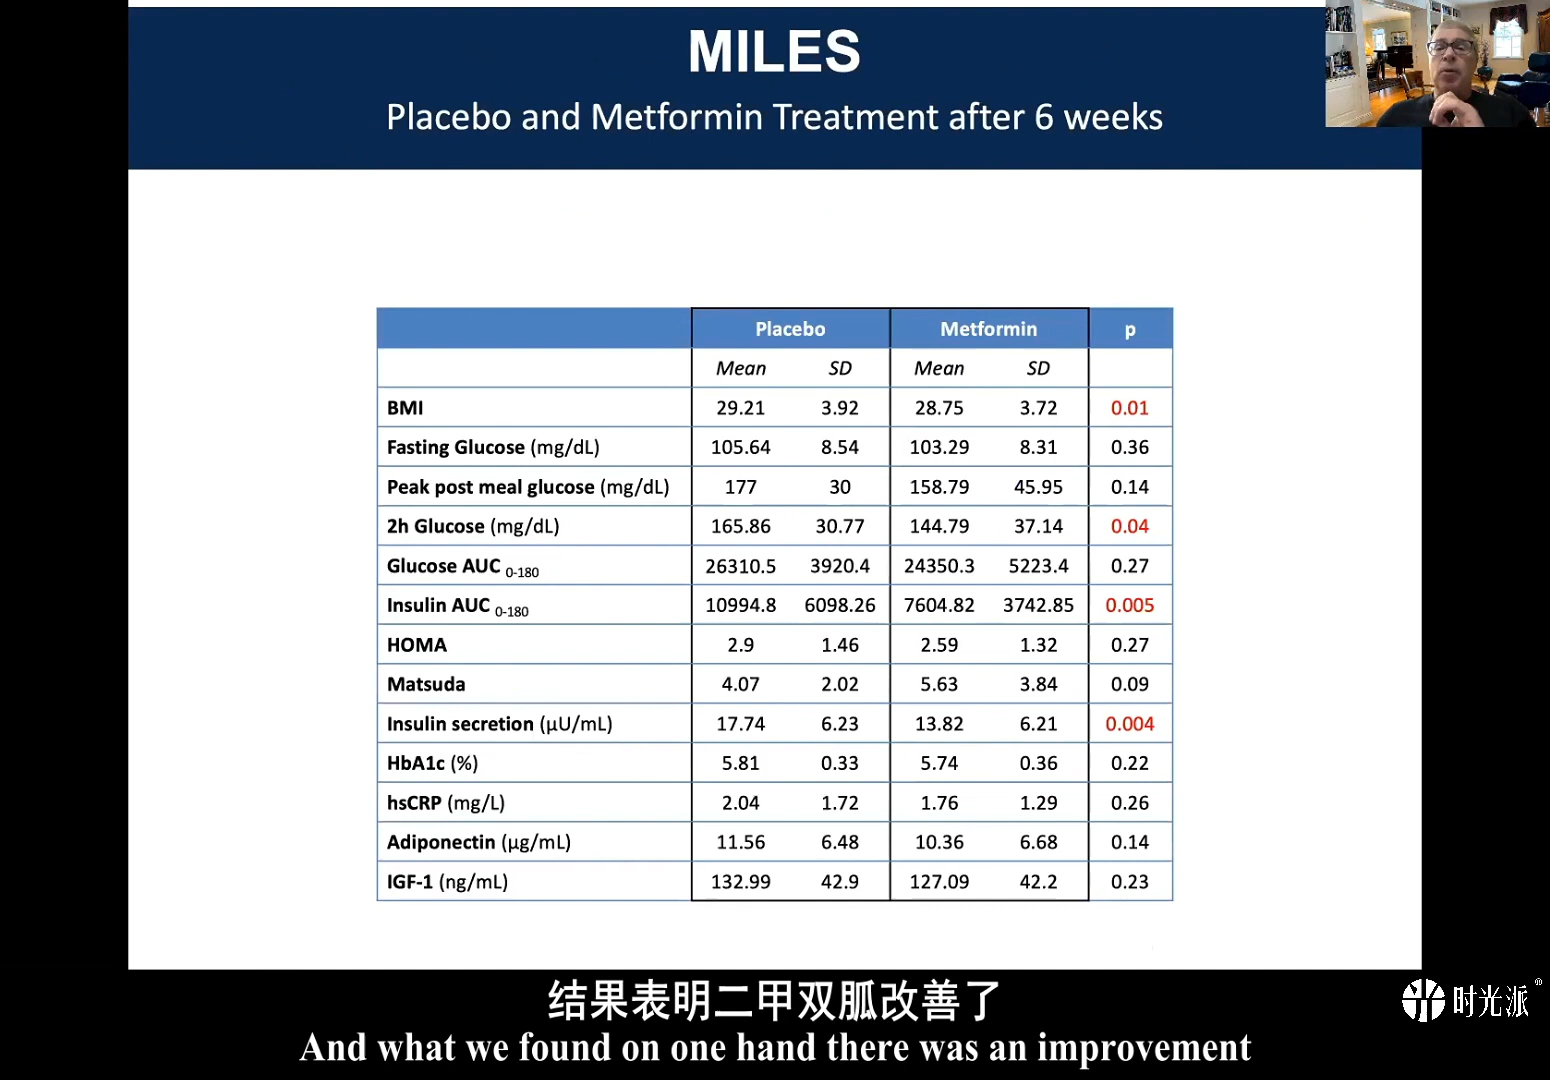 MILES
Placebo and Metformin Treatment after 6 weeks
Placebo Metformin p
Mean SD Mean SD
BMI 29.21 3.92 28.75 3.72 0.01
Fasting Glucose (mg/dL) 105.64 8.54 103.29 8.31 0.36
Peak post meal glucose (mg/dL) 177 30 158.79 45.95 0.14
2h Glucose (mg/dL) 165.86 30.77 144.79 37.14 0.04
Glucose AUC 0-180 26310.5 3920.4 24350.3 5223.4 0.27
Insulin AUC 0-180 10994.8 6098.26 7604.82 3742.85 0.005
HOMA 2.9 1.46 2.59 1.32 0.27
Matsuda 4.07 2.02 5.63 3.84 0.09
Insulin secretion (μU/mL) 17.74 6.23 13.82 6.21 0.004
HbA1c (%) 5.81 0.33 5.74 0.36 0.22
hsCRP (mg/L) 2.04 1.72 1.76 1.29 0.26
Adiponectin (μg/mL) 11.56 6.48 10.36 6.68 0.14
IGF-1 (ng/mL) 132.99 42.9 127.09 42.2 0.23
结果表明二甲双胍改善了
时光派®
And what we found on one hand there was an improvement